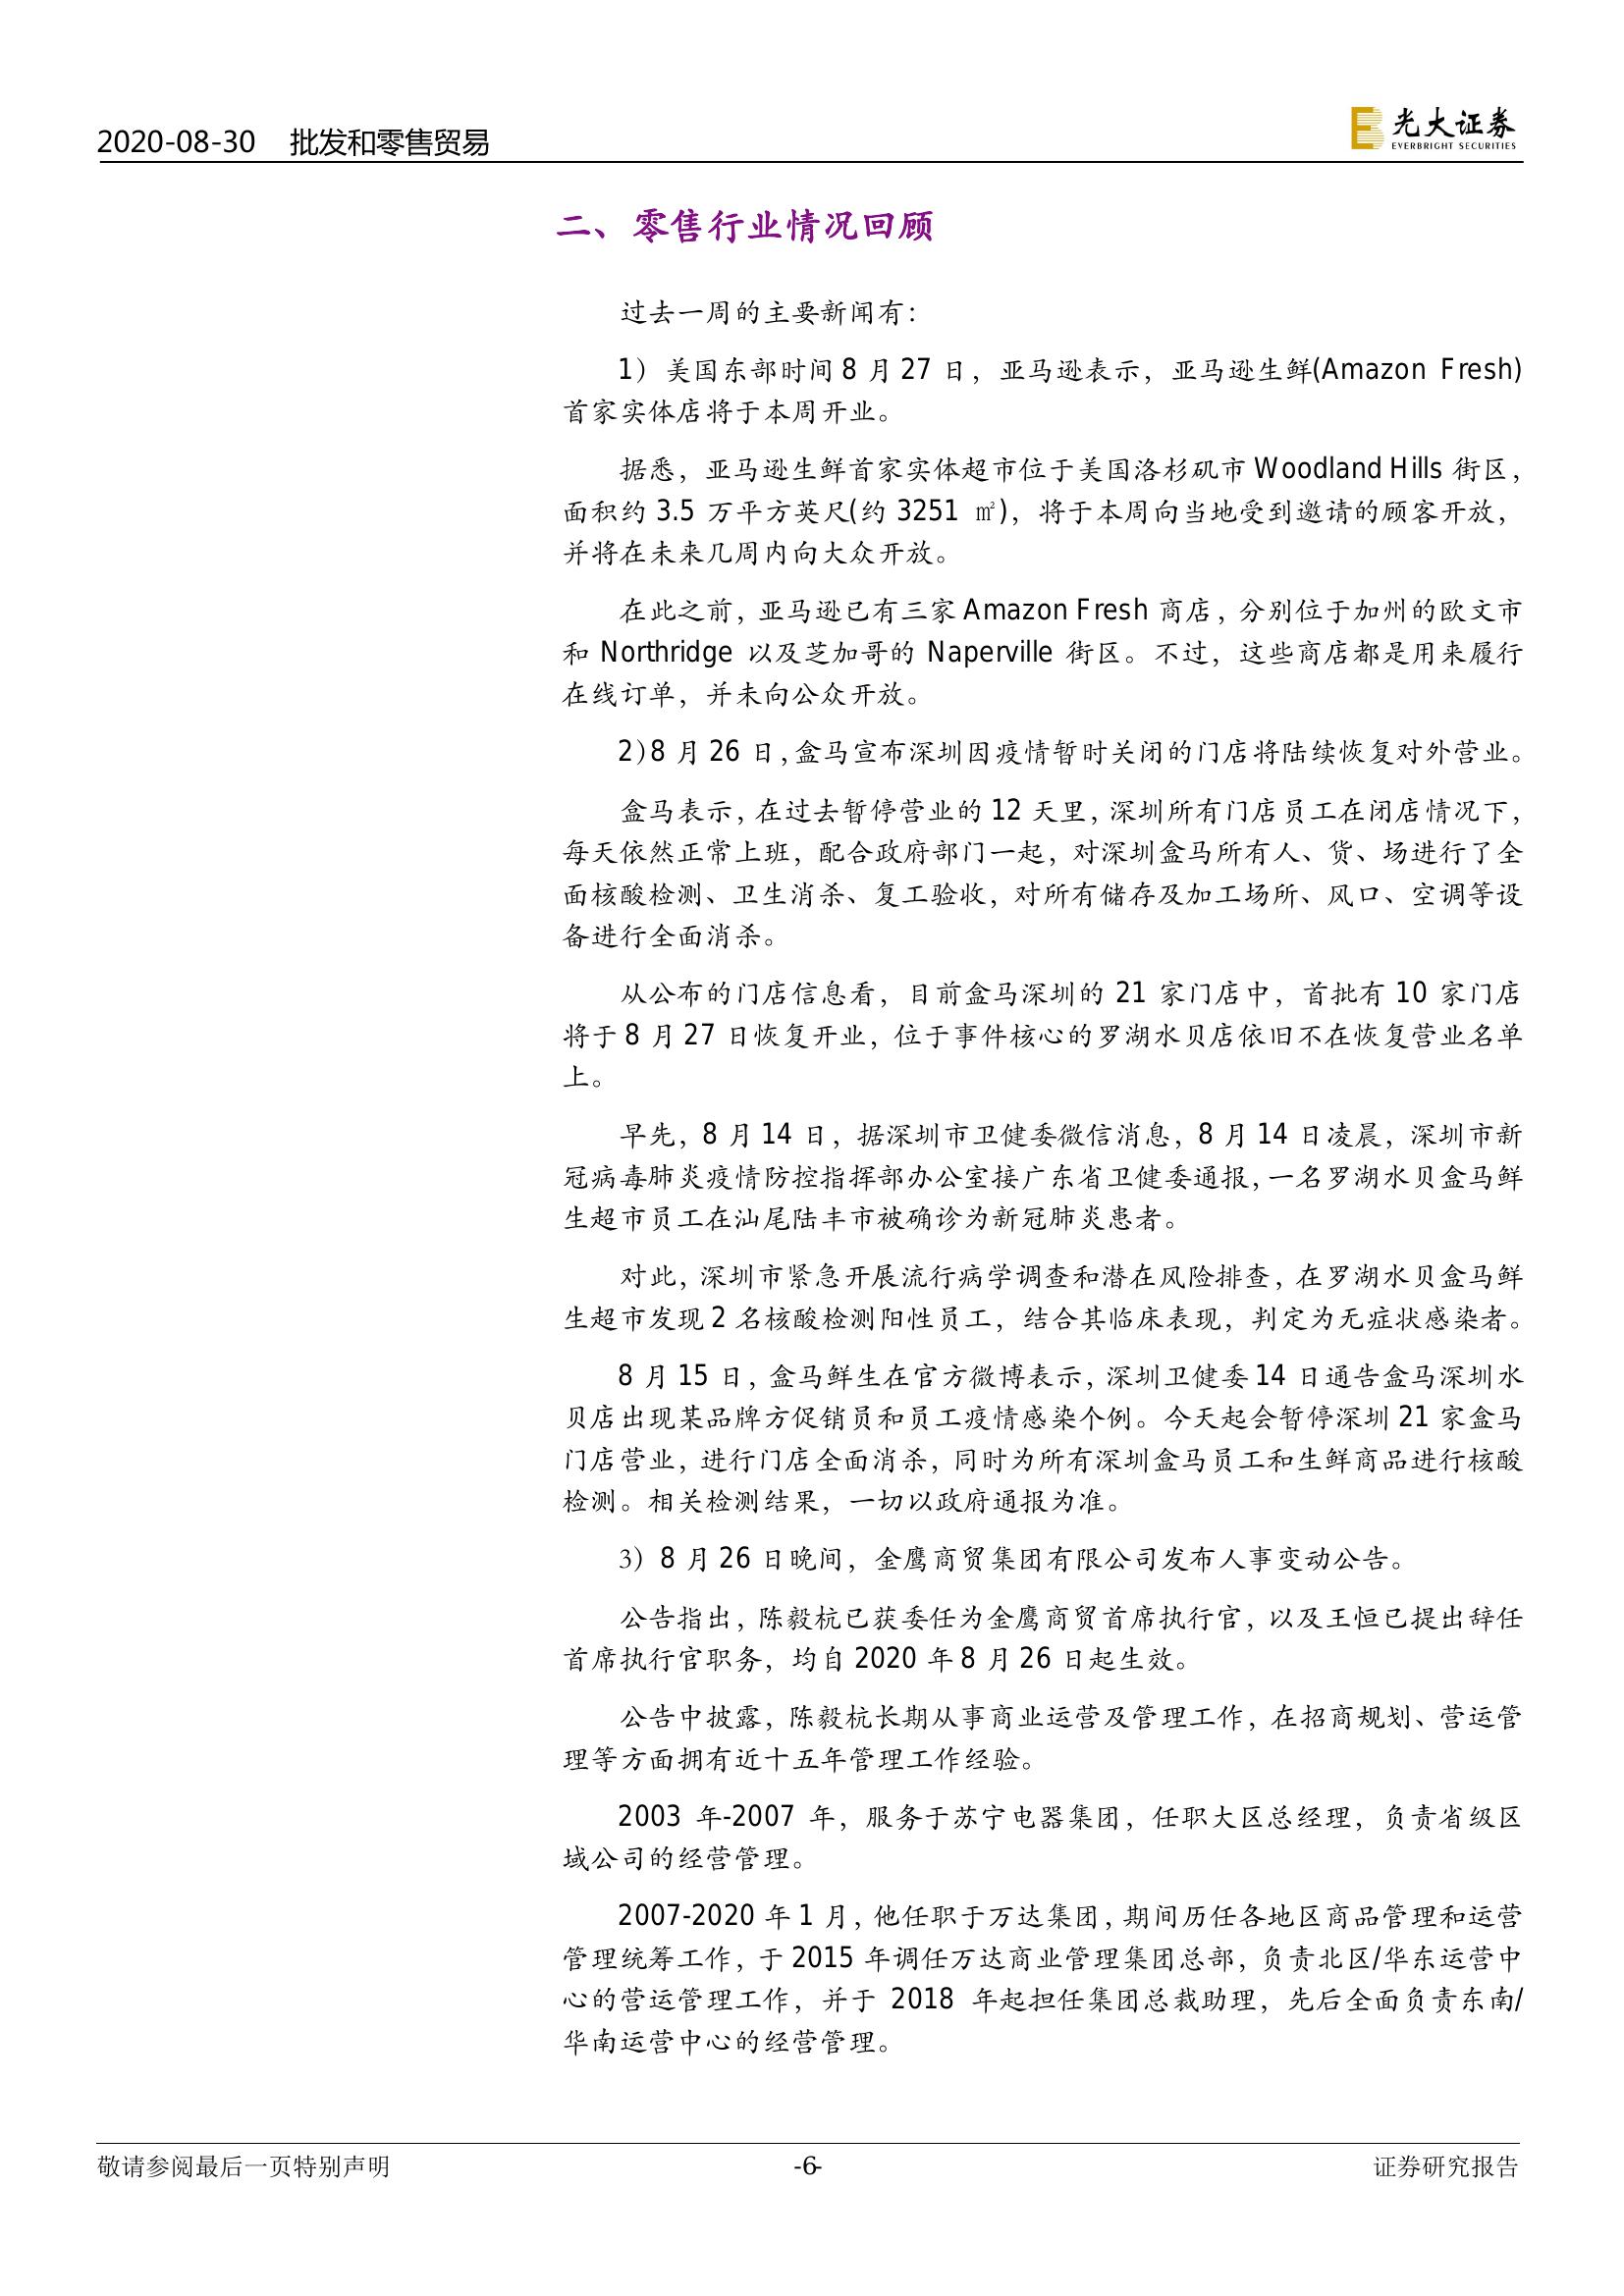 2020-08-30 批发和零售贸易
光大证券
EVERBRIGHT SECURITIES
二、零售行业情况回顾
过去一周的主要新闻有：
1）美国东部时间 8 月 27 日，亚马逊表示，亚马逊生鲜(Amazon Fresh)
首家实体店将于本周开业。
据悉，亚马逊生鲜首家实体超市位于美国洛杉矶市 Woodland Hills 街区，
面积约 3.5 万平方英尺(约 3251 ㎡)，将于本周向当地受到邀请的顾客开放，
并将在未来几周内向大众开放。
在此之前，亚马逊已有三家 Amazon Fresh 商店，分别位于加州的欧文市
和 Northridge 以及芝加哥的 Naperville 街区。不过，这些商店都是用来履行
在线订单，并未向公众开放。
2）8 月 26 日，盒马宣布深圳因疫情暂时关闭的门店将陆续恢复对外营业。
盒马表示，在过去暂停营业的 12 天里，深圳所有门店员工在闭店情况下，
每天依然正常上班，配合政府部门一起，对深圳盒马所有人、货、场进行了全
面核酸检测、卫生消杀、复工验收，对所有储存及加工场所、风口、空调等设
备进行全面消杀。
从公布的门店信息看，目前盒马深圳的 21 家门店中，首批有 10 家门店
将于 8 月 27 日恢复开业，位于事件核心的罗湖水贝店依旧不在恢复营业名单
上。
早先，8 月 14 日，据深圳市卫健委微信消息，8 月 14 日凌晨，深圳市新
冠病毒肺炎疫情防控指挥部办公室接广东省卫健委通报，一名罗湖水贝盒马鲜
生超市员工在汕尾陆丰市被确诊为新冠肺炎患者。
对此，深圳市紧急开展流行病学调查和潜在风险排查，在罗湖水贝盒马鲜
生超市发现 2 名核酸检测阳性员工，结合其临床表现，判定为无症状感染者。
8 月 15 日，盒马鲜生在官方微博表示，深圳卫健委 14 日通告盒马深圳水
贝店出现某品牌方促销员和员工疫情感染个例。今天起会暂停深圳 21 家盒马
门店营业，进行门店全面消杀，同时为所有深圳盒马员工和生鲜商品进行核酸
检测。相关检测结果，一切以政府通报为准。
3）8 月 26 日晚间，金鹰商贸集团有限公司发布人事变动公告。
公告指出，陈毅杭已获委任为金鹰商贸首席执行官，以及王恒已提出辞任
首席执行官职务，均自 2020 年 8 月 26 日起生效。
公告中披露，陈毅杭长期从事商业运营及管理工作，在招商规划、营运管
理等方面拥有近十五年管理工作经验。
2003 年-2007 年，服务于苏宁电器集团，任职大区总经理，负责省级区
域公司的经营管理。
2007-2020 年 1 月，他任职于万达集团，期间历任各地区商品管理和运营
管理统筹工作，于 2015 年调任万达商业管理集团总部，负责北区/华东运营中
心的营运管理工作，并于 2018 年起担任集团总裁助理，先后全面负责东南/
华南运营中心的经营管理。
敬请参阅最后一页特别声明 -6- 证券研究报告